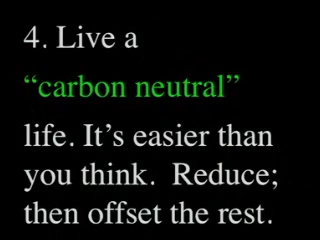 4. Live a
“carbon neutral”
life. It’s easier than
you think.  Reduce;
then offset the rest.